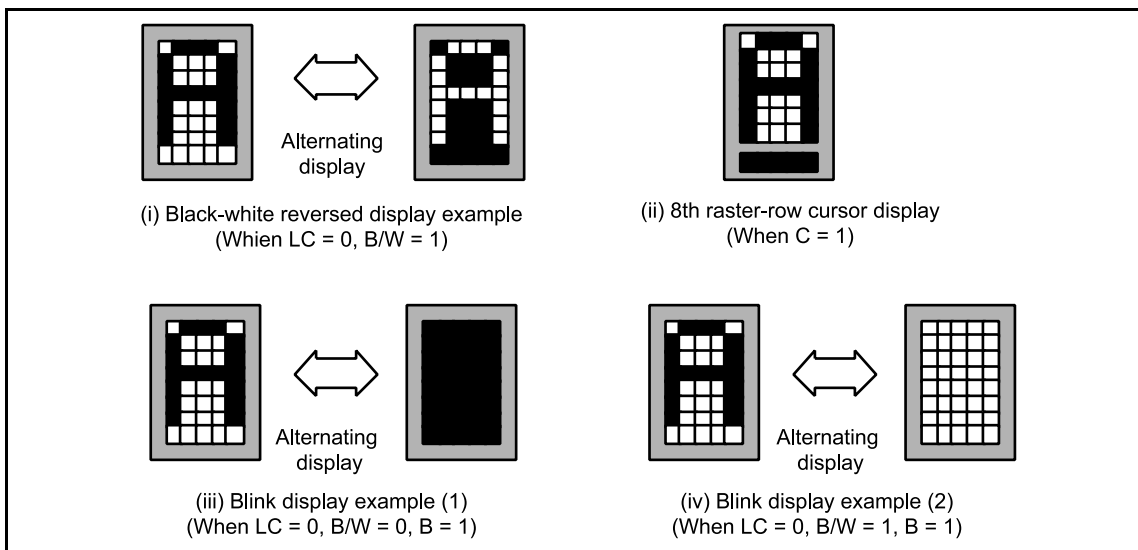 Alternating
display
(i) Black-white reversed display example
(Whien LC = 0, B/W = 1)
(ii) 8th raster-row cursor display
(When C = 1)
Alternating
display
(iii) Blink display example (1)
(When LC = 0, B/W = 0, B = 1)
Alternating
display
(iv) Blink display example (2)
(When LC = 0, B/W = 1, B = 1)